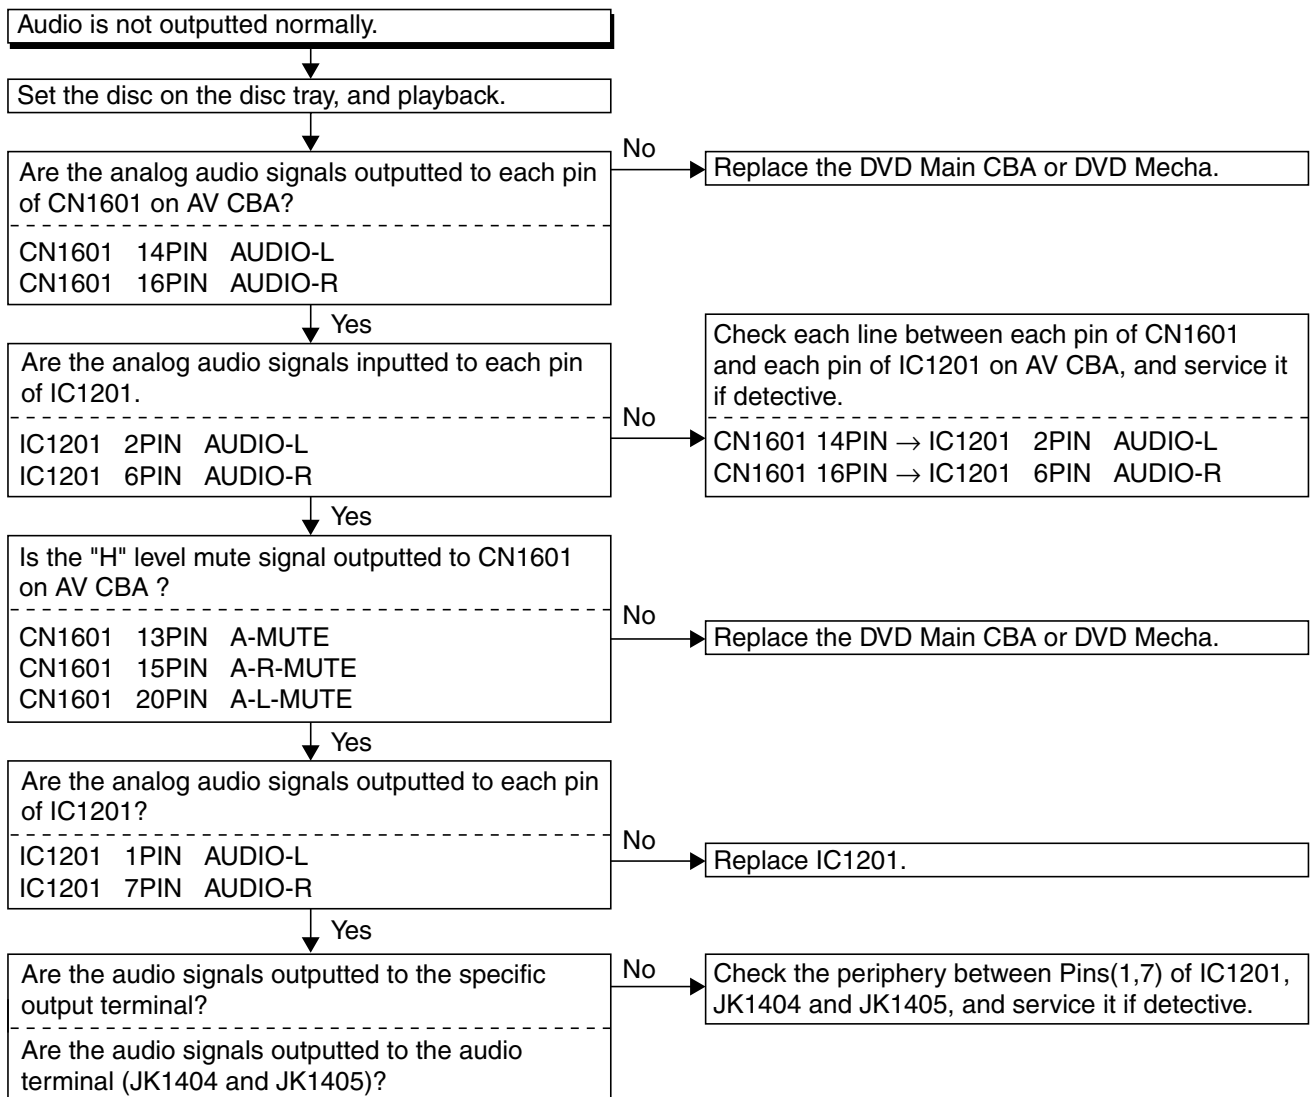 Audio is not outputted normally.
Set the disc on the disc tray, and playback.
Are the analog audio signals outputted to each pin
of CN1601 on AV CBA?
CN1601 14PIN AUDIO-L
CN1601 16PIN AUDIO-R
No
Replace the DVD Main CBA or DVD Mecha.
Yes
Are the analog audio signals inputted to each pin
of IC1201.
IC1201 2PIN AUDIO-L
IC1201 6PIN AUDIO-R
No
Check each line between each pin of CN1601
and each pin of IC1201 on AV CBA, and service it
if detective.
CN1601 14PIN → IC1201 2PIN AUDIO-L
CN1601 16PIN → IC1201 6PIN AUDIO-R
Yes
Is the "H" level mute signal outputted to CN1601
on AV CBA ?
CN1601 13PIN A-MUTE
CN1601 15PIN A-R-MUTE
CN1601 20PIN A-L-MUTE
No
Replace the DVD Main CBA or DVD Mecha.
Yes
Are the analog audio signals outputted to each pin
of IC1201?
IC1201 1PIN AUDIO-L
IC1201 7PIN AUDIO-R
No
Replace IC1201.
Yes
Are the audio signals outputted to the specific
output terminal?
Are the audio signals outputted to the audio
terminal (JK1404 and JK1405)?
No
Check the periphery between Pins(1,7) of IC1201,
JK1404 and JK1405, and service it if detective.